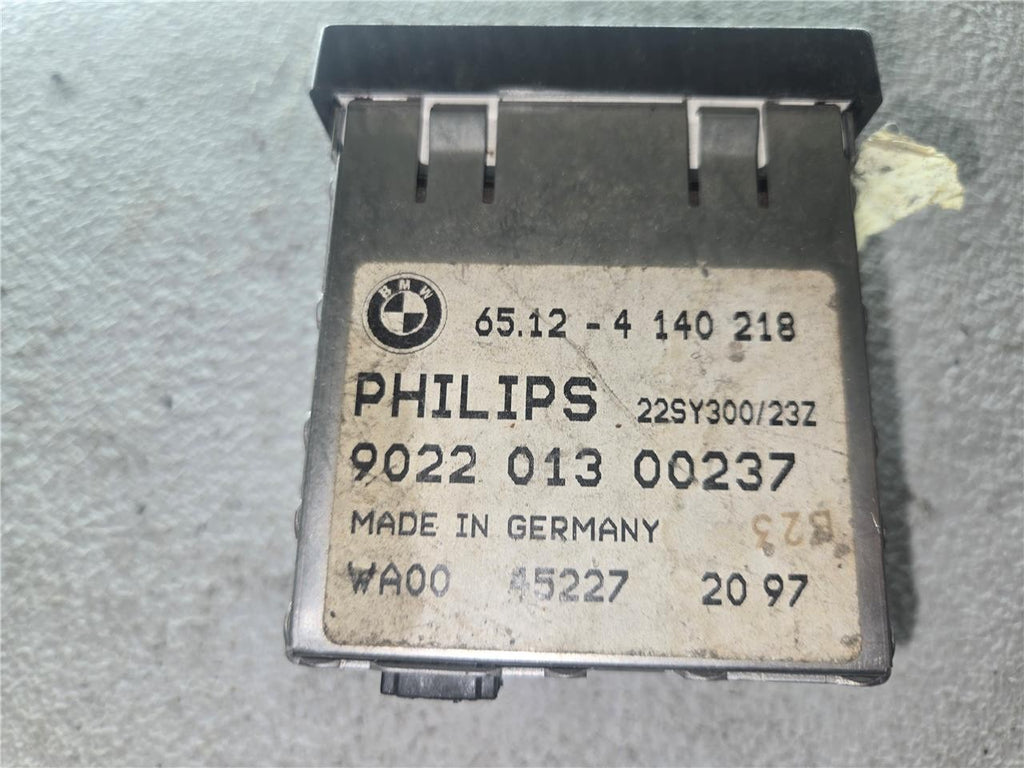 BMW
65.12 - 4 140 218
PHILIPS 22SY300/23Z
9022 013 00237
MADE IN GERMANY
B23
WA00 45227 20 97